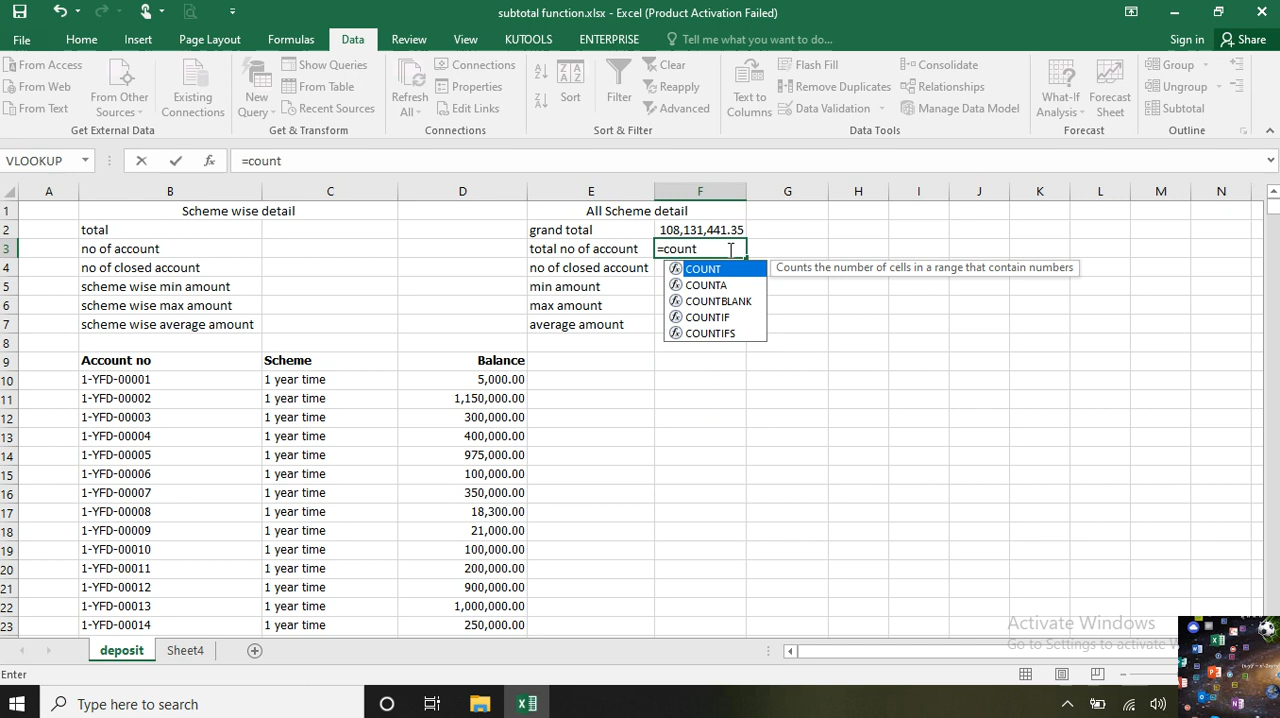 subtotal function.xlsx - Excel (Product Activation Failed)
File Home Insert Page Layout Formulas Data Review View KUTOOLS ENTERPRISE Tell me what you want to do... Sign in Share
From Access
From Web
From Text
From Other
Sources
Existing
Connections
Get External Data
New
Query
Show Queries
From Table
Recent Sources
Get & Transform
Refresh
All
Connections
Properties
Edit Links
Connections
Sort
Filter
Clear
Reapply
Advanced
Sort & Filter
Text to
Columns
Flash Fill
Remove Duplicates
Data Validation
Consolidate
Relationships
Manage Data Model
Data Tools
What-If
Analysis
Forecast
Sheet
Forecast
Group
Ungroup
Subtotal
Outline
VLOOKUP fx =count
A B C D E F G H I J K L M N
1 Scheme wise detail All Scheme detail
2 total grand total 108,131,441.35
3 no of account total no of account =count
4 no of closed account no of closed account
5 scheme wise min amount min amount
6 scheme wise max amount max amount
7 scheme wise average amount average amount
8
COUNT Counts the number of cells in a range that contain numbers
COUNTA
COUNTBLANK
COUNTIF
COUNTIFS
9 Account no Scheme Balance
10 1-YFD-00001 1 year time 5,000.00
11 1-YFD-00002 1 year time 1,150,000.00
12 1-YFD-00003 1 year time 300,000.00
13 1-YFD-00004 1 year time 400,000.00
14 1-YFD-00005 1 year time 975,000.00
15 1-YFD-00006 1 year time 100,000.00
16 1-YFD-00007 1 year time 350,000.00
17 1-YFD-00008 1 year time 18,300.00
18 1-YFD-00009 1 year time 21,000.00
19 1-YFD-00010 1 year time 100,000.00
20 1-YFD-00011 1 year time 200,000.00
21 1-YFD-00012 1 year time 900,000.00
22 1-YFD-00013 1 year time 1,000,000.00
23 1-YFD-00014 1 year time 250,000.00
Activate Windows
Go to Settings to activate W
deposit Sheet4
Enter
Type here to search